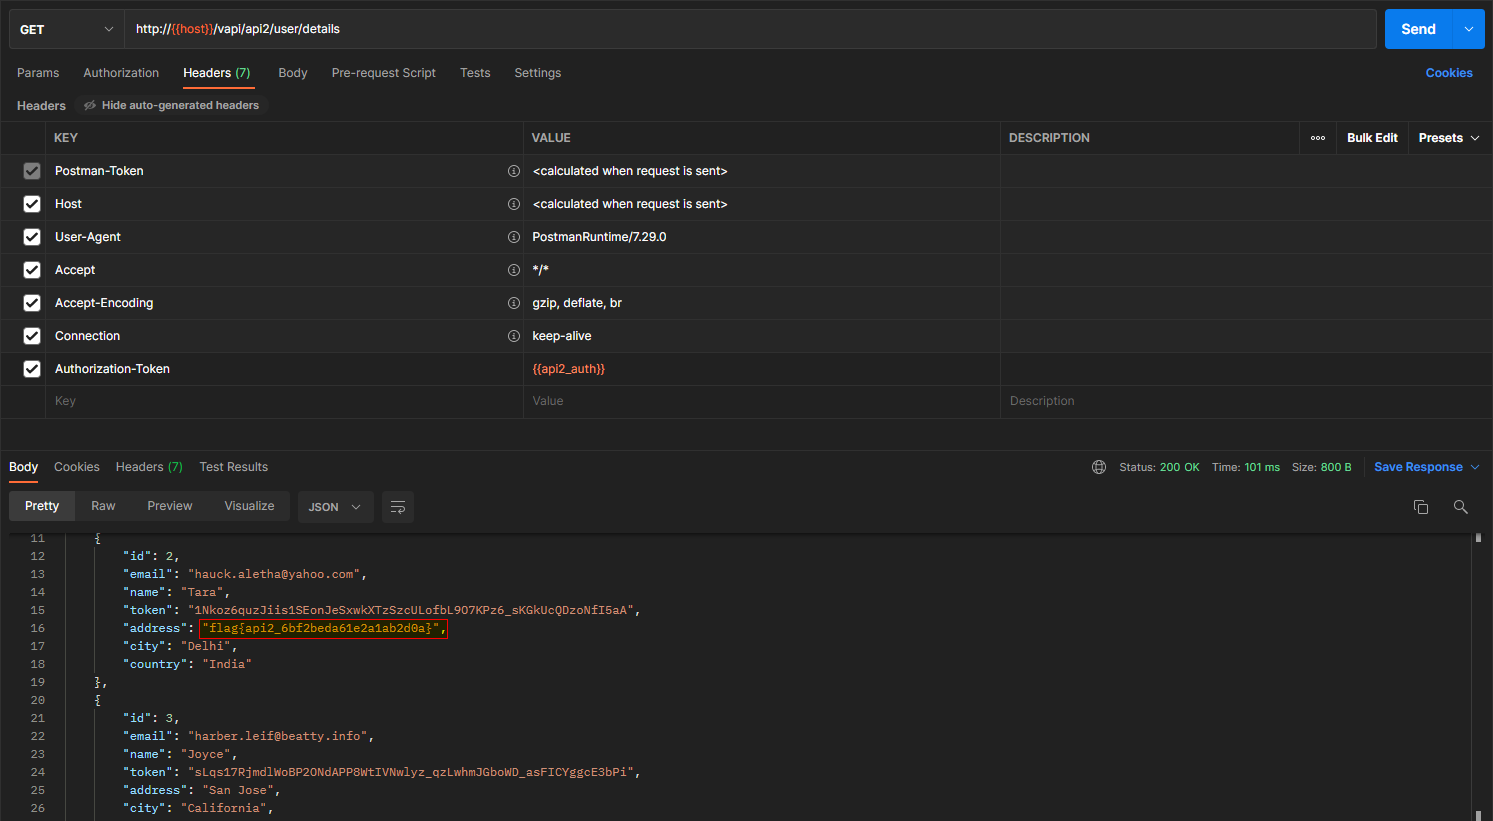 GET http://{{host}}/vapi/api2/user/details Send
Params Authorization Headers (7) Body Pre-request Script Tests Settings Cookies
Headers Hide auto-generated headers
KEY VALUE DESCRIPTION Bulk Edit Presets
Postman-Token <calculated when request is sent>
Host <calculated when request is sent>
User-Agent PostmanRuntime/7.29.0
Accept */*
Accept-Encoding gzip, deflate, br
Connection keep-alive
Authorization-Token {{api2_auth}}
Key Value Description
Body Cookies Headers (7) Test Results Status: 200 OK Time: 101 ms Size: 800 B Save Response
Pretty Raw Preview Visualize JSON
11 {
12 "id": 2,
13 "email": "hauck.aletha@yahoo.com",
14 "name": "Tara",
15 "token": "1Nkoz6quzJiis1SEonJeSxwkXTzSzcULofbL9O7KPz6_sKGkUcQDzoNfI5aA",
16 "address": "flag{api2_6bf2beda61e2a1ab2d0a}",
17 "city": "Delhi",
18 "country": "India"
19 },
20 {
21 "id": 3,
22 "email": "harber.leif@beatty.info",
23 "name": "Joyce",
24 "token": "sLqs17RjmdlWoBP2ONdAPP8WtIVNwlyz_qzLwhmJGboWD_asFICYggcE3bPi",
25 "address": "San Jose",
26 "city": "California",